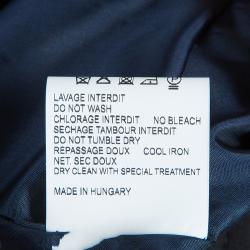 LAVAGE INTERDIT
DO NOT WASH
CHLORAGE INTERDIT NO BLEACH
SECHAGE TAMBOUR INTERDIT
DO NOT TUMBLE DRY
REPASSAGE DOUX COOL IRON
NET. SEC DOUX
DRY CLEAN WITH SPECIAL TREATMENT
MADE IN HUNGARY